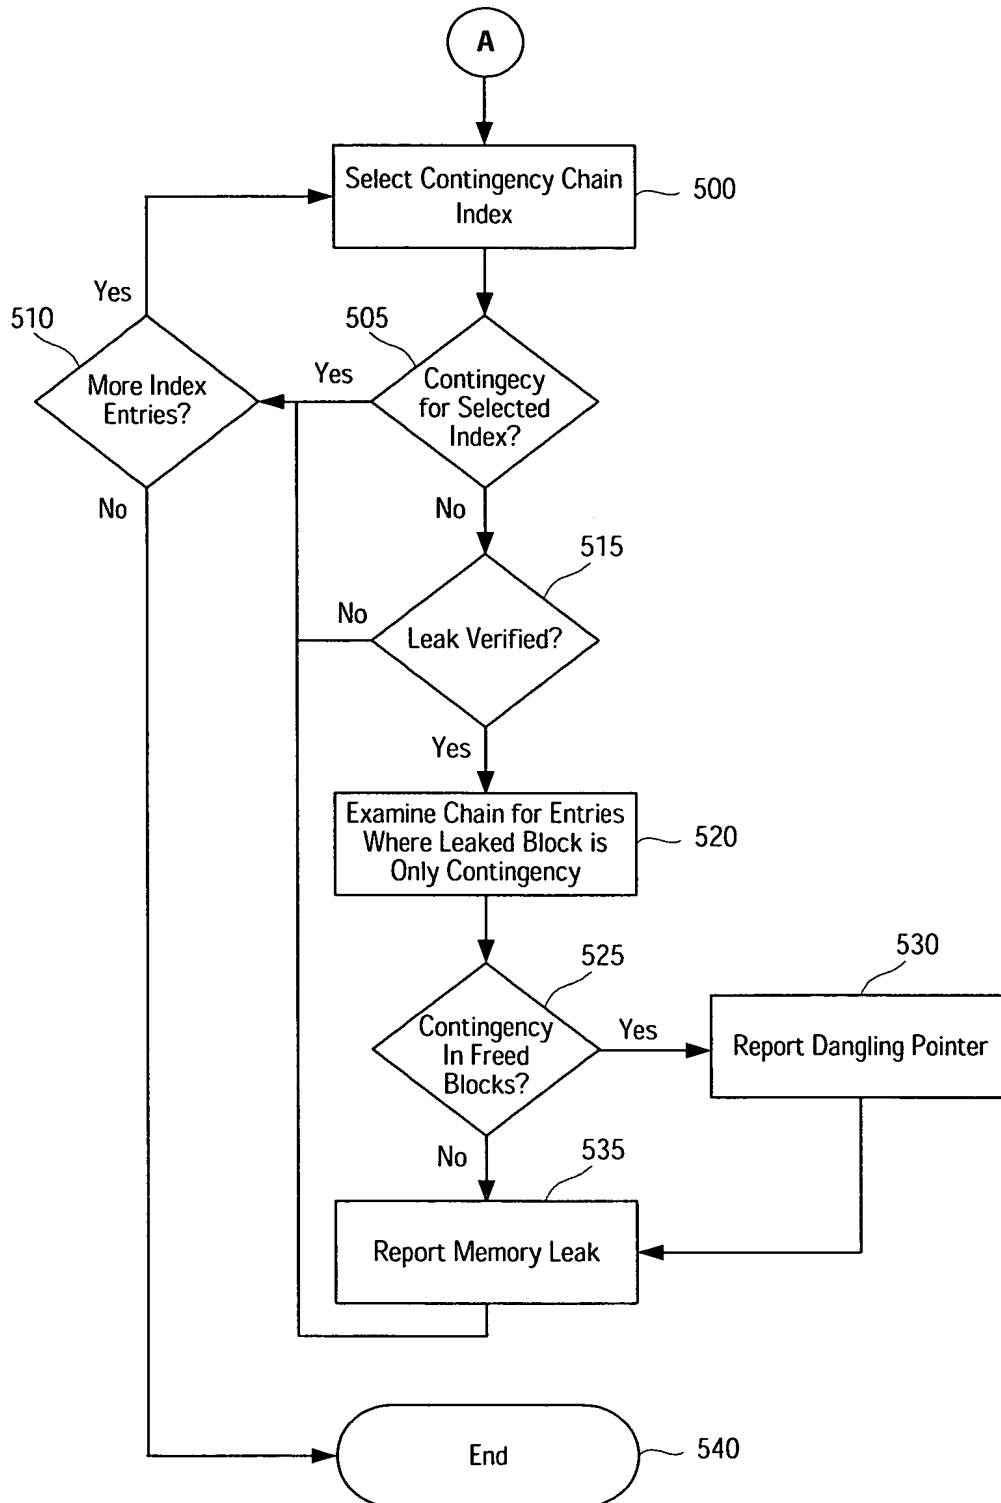 A
Select Contingency Chain
Index
500
Yes
510
More Index
Entries?
No
505
Yes
Contingecy
for Selected
Index?
No
515
No
Leak Verified?
Yes
Examine Chain for Entries
Where Leaked Block is
Only Contingency
520
525
Contingency
In Freed
Blocks?
Yes
530
Report Dangling Pointer
No
535
Report Memory Leak
End
540